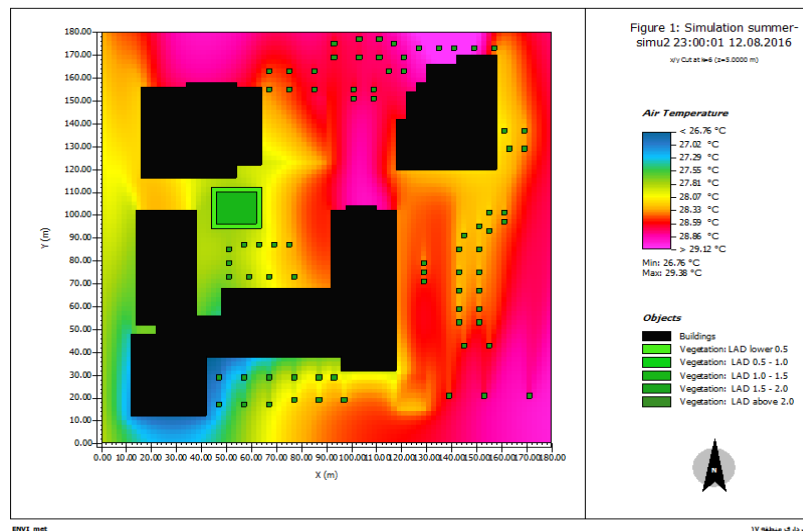 Figure 1: Simulation summer-
simu2 23:00:01 12.08.2016
x/y Cut at k=6 (z=5.0000 m)
Air Temperature
< 26.76 °C
27.02 °C
27.29 °C
27.55 °C
27.81 °C
28.07 °C
28.33 °C
28.59 °C
28.86 °C
> 29.12 °C
Min: 26.76 °C
Max: 29.38 °C
Objects
Buildings
Vegetation: LAD lower 0.5
Vegetation: LAD 0.5 - 1.0
Vegetation: LAD 1.0 - 1.5
Vegetation: LAD 1.5 - 2.0
Vegetation: LAD above 2.0
N
180.00
170.00
160.00
150.00
140.00
130.00
120.00
110.00
100.00
90.00
80.00
70.00
60.00
50.00
40.00
30.00
20.00
10.00
0.00
Y (m)
0.00 10.00 20.00 30.00 40.00 50.00 60.00 70.00 80.00 90.00 100.00 110.00 120.00 130.00 140.00 150.00 160.00 170.00 180.00
X (m)
ENVI_met
منطقه ١٧